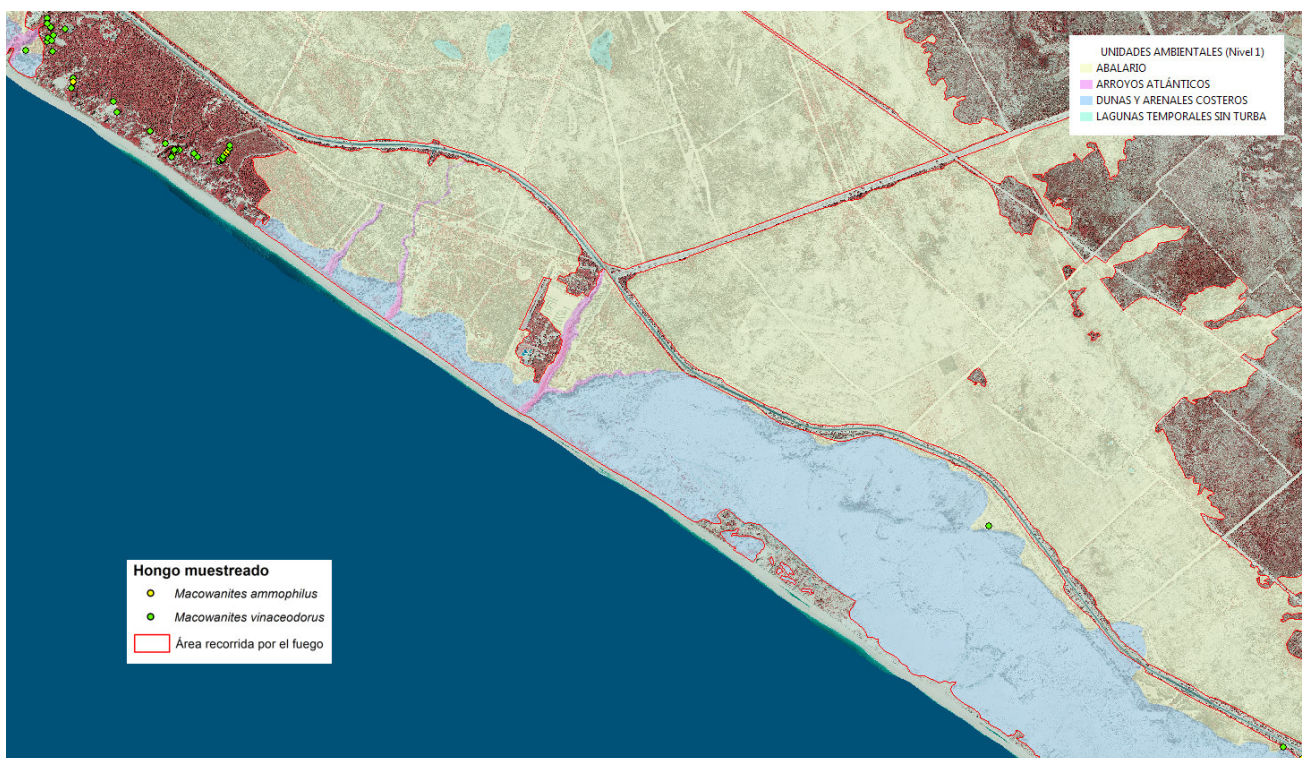 UNIDADES AMBIENTALES (Nivel 1)
ABALARIO
ARROYOS ATLÁNTICOS
DUNAS Y ARENALES COSTEROS
LAGUNAS TEMPORALES SIN TURBA
Hongo muestreado
Macowanites ammophilus
Macowanites vinaceodorus
Área recorrida por el fuego